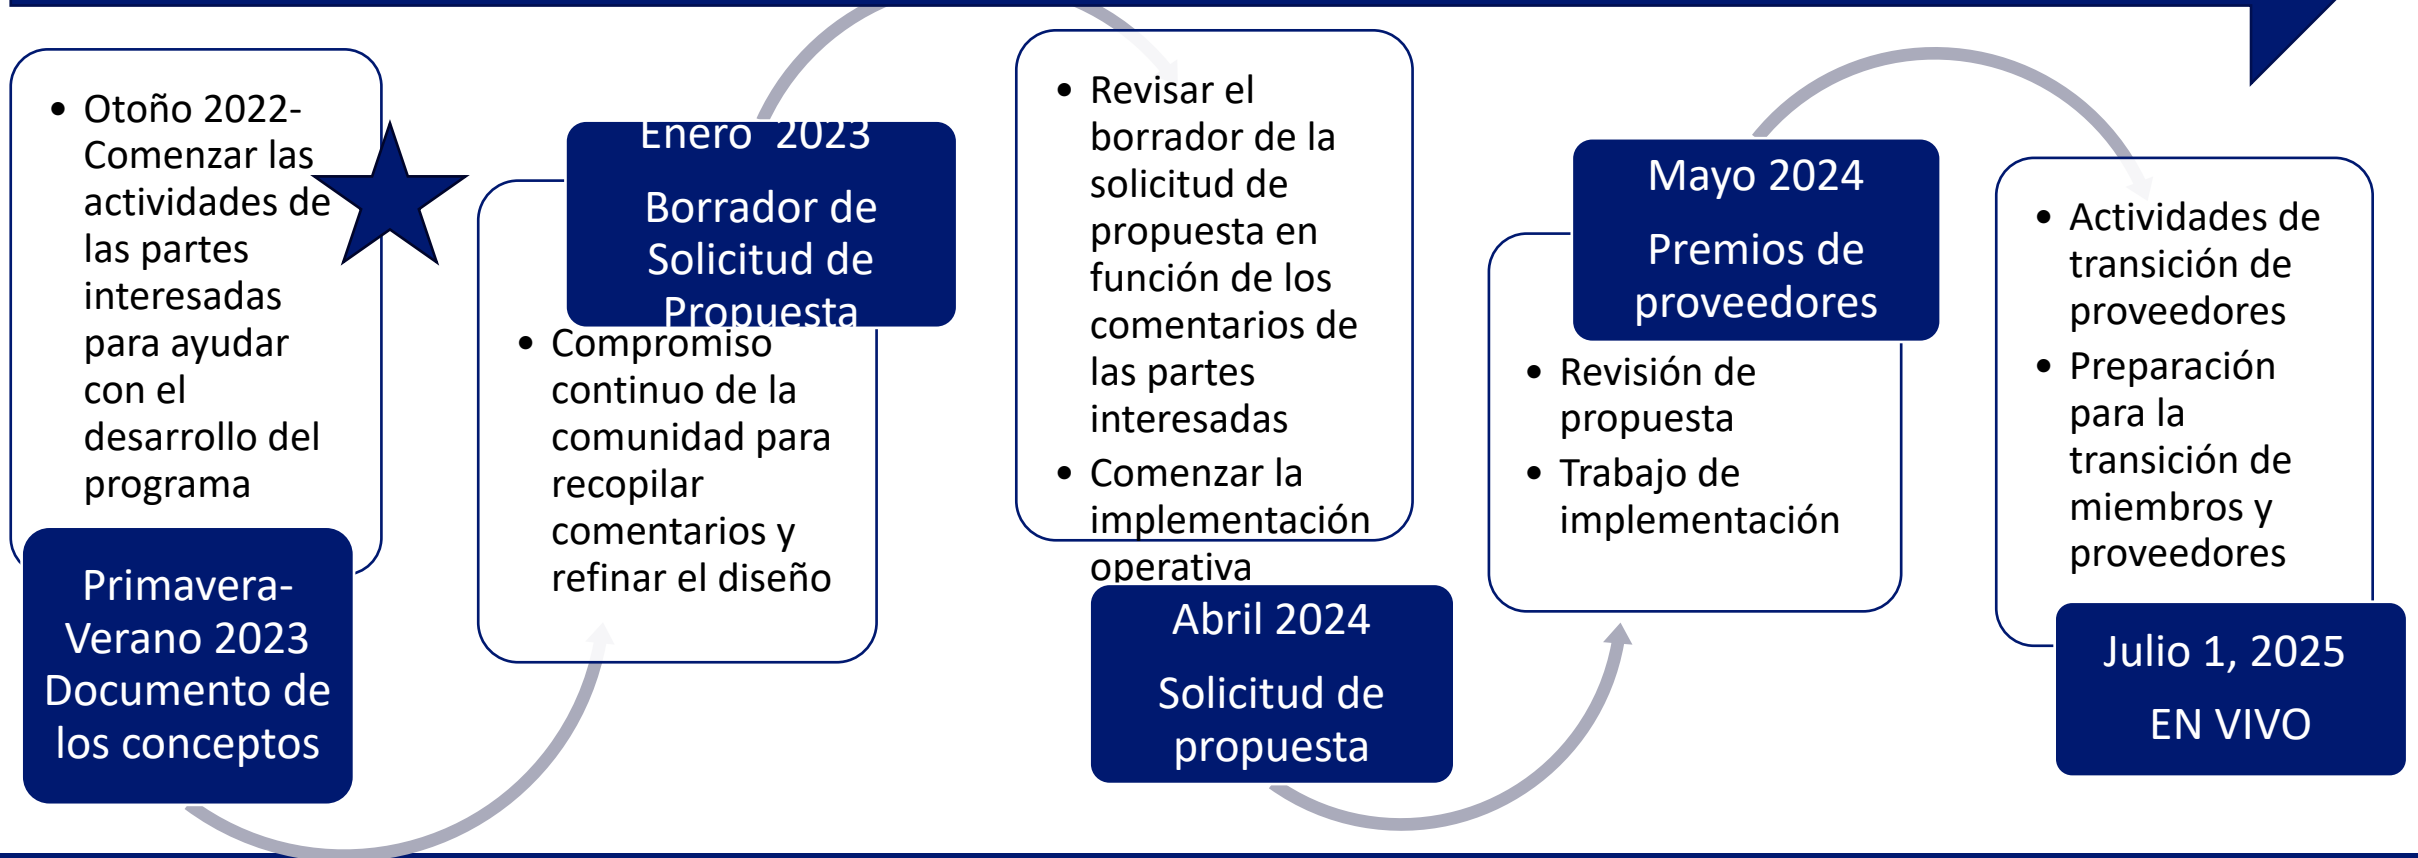 • Otoño 2022-
Comenzar las
actividades de
las partes
interesadas
para ayudar
con el
desarrollo del
programa
Primavera-
Verano 2023
Documento de
los conceptos
Enero 2023
Borrador de
Solicitud de
Propuesta
• Compromiso
continuo de la
comunidad para
recopilar
comentarios y
refinar el diseño
• Revisar el
borrador de la
solicitud de
propuesta en
función de los
comentarios de
las partes
interesadas
• Comenzar la
implementación
operativa
Abril 2024
Solicitud de
propuesta
Mayo 2024
Premios de
proveedores
• Revisión de
propuesta
• Trabajo de
implementación
• Actividades de
transición de
proveedores
• Preparación
para la
transición de
miembros y
proveedores
Julio 1, 2025
EN VIVO